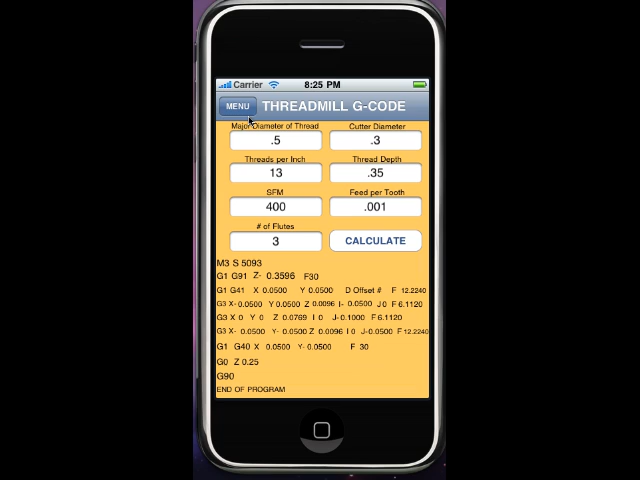 Carrier 8:25 PM
MENU THREADMILL G-CODE
Major Diameter of Thread Cutter Diameter
.5 .3
Threads per Inch Thread Depth
13 .35
SFM Feed per Tooth
400 .001
# of Flutes
3 CALCULATE
M3 S 5093
G1 G91 Z- 0.3596 F30
G1 G41 X 0.0500 Y 0.0500 D Offset # F 12.2240
G3 X- 0.0500 Y 0.0500 Z 0.0096 I- 0.0500 J 0 F 6.1120
G3 X 0 Y 0 Z 0.0769 I 0 J- 0.1000 F 6.1120
G3 X- 0.0500 Y- 0.0500 Z 0.0096 I 0 J-0.0500 F 12.2240
G1 G40 X 0.0500 Y- 0.0500 F 30
G0 Z 0.25
G90
END OF PROGRAM